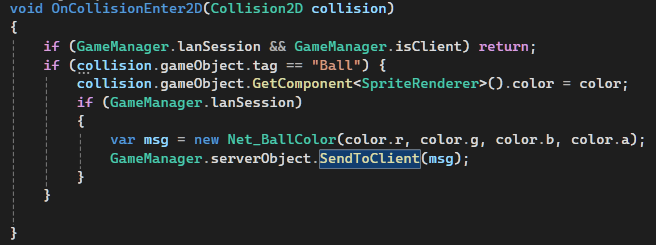 void OnCollisionEnter2D(Collision2D collision)
{
if (GameManager.lanSession && GameManager.isClient) return;
if (collision.gameObject.tag == "Ball") {
collision.gameObject.GetComponent<SpriteRenderer>().color = color;
if (GameManager.lanSession)
{
var msg = new Net_BallColor(color.r, color.g, color.b, color.a);
GameManager.serverObject.SendToClient(msg);
}
}
}